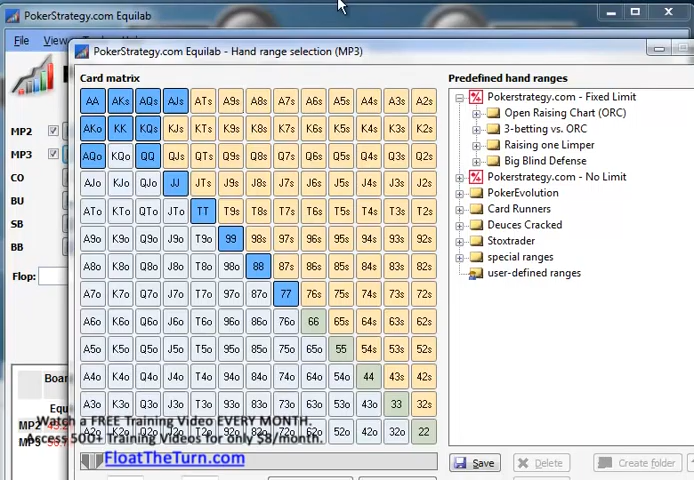 PokerStrategy.com Equilab
File View
PokerStrategy.com Equilab - Hand range selection (MP3)
Card matrix
Predefined hand ranges
AA AKs AQs AJs ATs A9s A8s A7s A6s A5s A4s A3s A2s
AKo KK KQs KJs KTs K9s K8s K7s K6s K5s K4s K3s K2s
AQo KQo QQ QJs QTs Q9s Q8s Q7s Q6s Q5s Q4s Q3s Q2s
AJo KJo QJo JJ JTs J9s J8s J7s J6s J5s J4s J3s J2s
ATo KTo QTo JTo TT T9s T8s T7s T6s T5s T4s T3s T2s
A9o K9o Q9o J9o T9o 99 98s 97s 96s 95s 94s 93s 92s
A8o K8o Q8o J8o T8o 98o 88 87s 86s 85s 84s 83s 82s
A7o K7o Q7o J7o T7o 97o 87o 77 76s 75s 74s 73s 72s
A6o K6o Q6o J6o T6o 96o 86o 76o 66 65s 64s 63s 62s
A5o K5o Q5o J5o T5o 95o 85o 75o 65o 55 54s 53s 52s
A4o K4o Q4o J4o T4o 94o 84o 74o 64o 54o 44 43s 42s
A3o K3o Q3o J3o T3o 93o 83o 73o 63o 53o 43o 33 32s
K2o Q2o J2o T2o 92o 82o 72o 62o 52o 42o 32o 22
Pokerstrategy.com - Fixed Limit
Open Raising Chart (ORC)
3-betting vs. ORC
Raising one Limper
Big Blind Defense
Pokerstrategy.com - No Limit
PokerEvolution
Card Runners
Deuces Cracked
Stoxtrader
special ranges
user-defined ranges
MP2
MP3
CO
BU
SB
BB
Flop:
Boar
Equ
MP2
Watch a FREE Training Video EVERY MONTH.
Access 500+ Training Videos for only $8/month.
FloatTheTurn.com
Save
Delete
Create folder